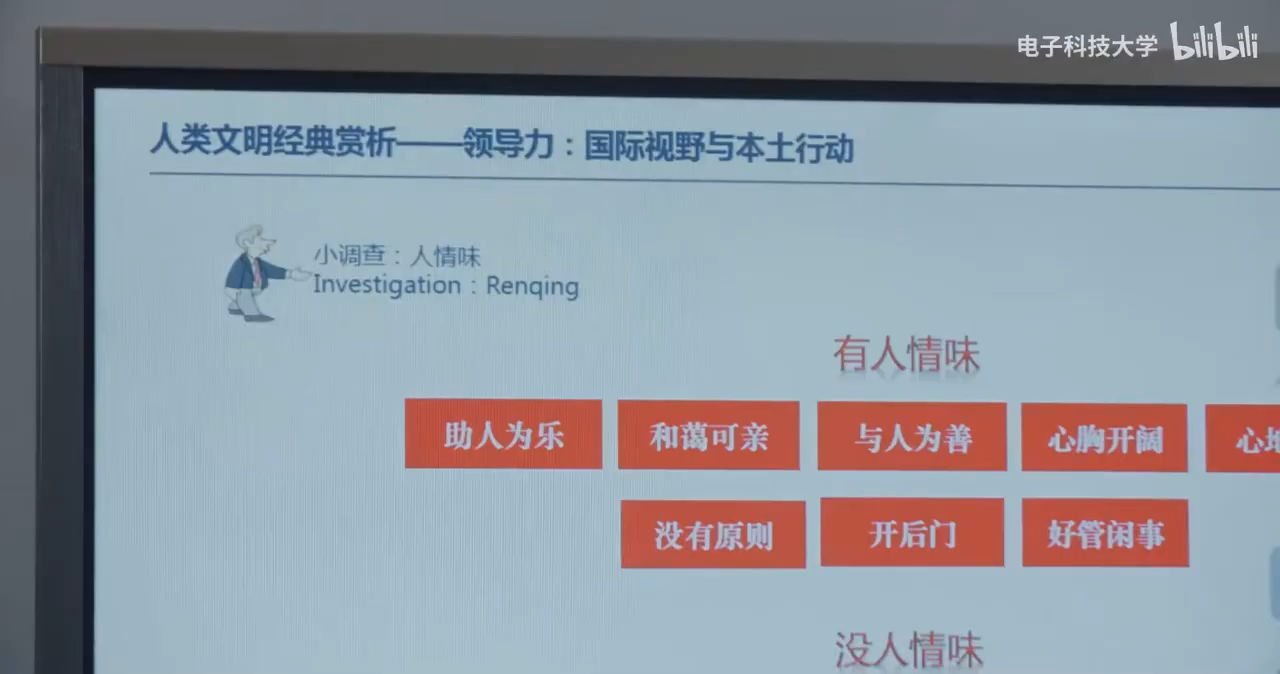 电子科技大学 bilibili
人类文明经典赏析——领导力：国际视野与本土行动
小调查：人情味
Investigation：Renqing
有人情味
助人为乐 和蔼可亲 与人为善 心胸开阔 心
没有原则 开后门 好管闲事
没人情味